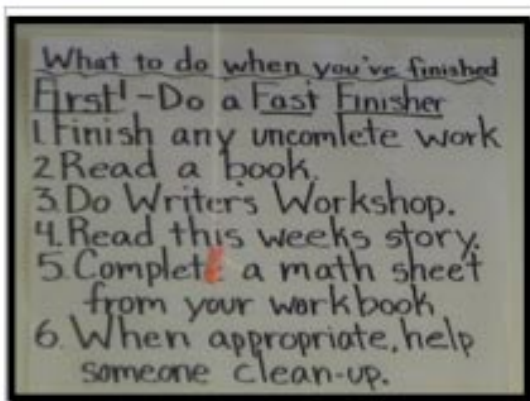 What to do when you've finished
First! - Do a Fast Finisher
1. Finish any uncomlete work
2 Read a book.
3. Do Writer's Workshop.
4. Read this weeks story.
5. Complete a math sheet
from your workbook
6. When appropriate, help
someone clean-up.